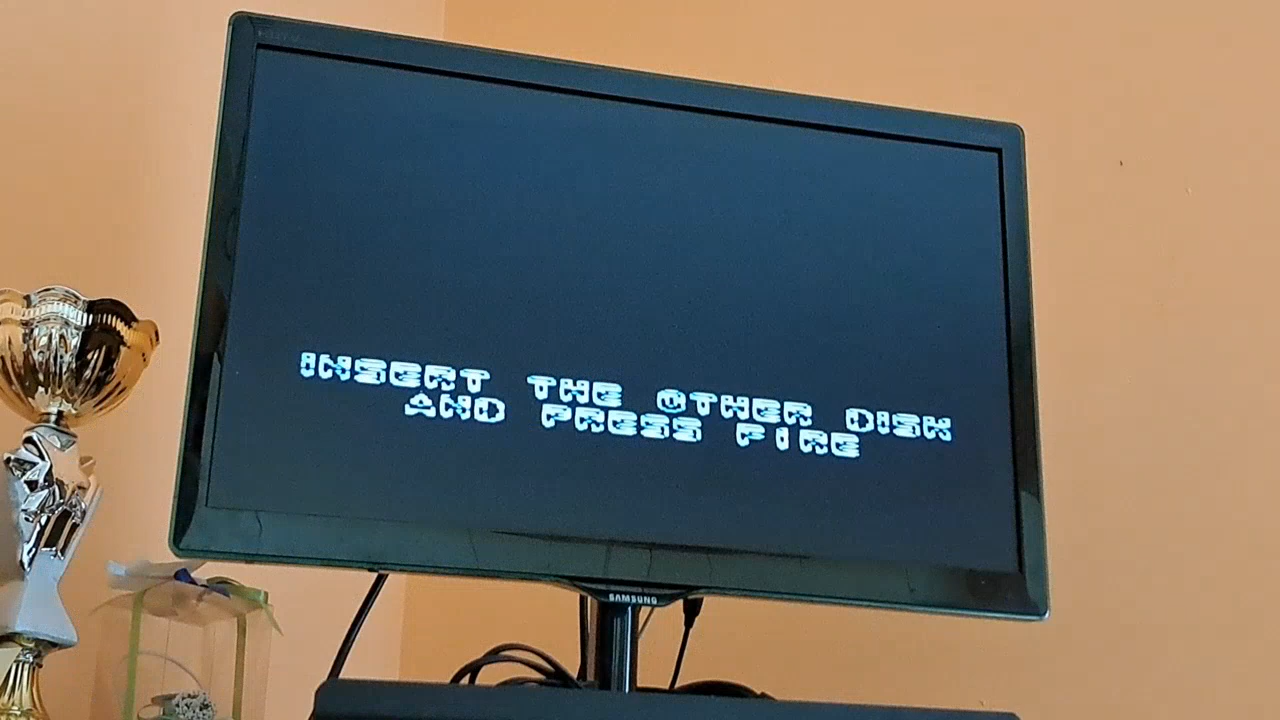 INSERT THE OTHER DISK
AND PRESS FIRE
SAMSUNG